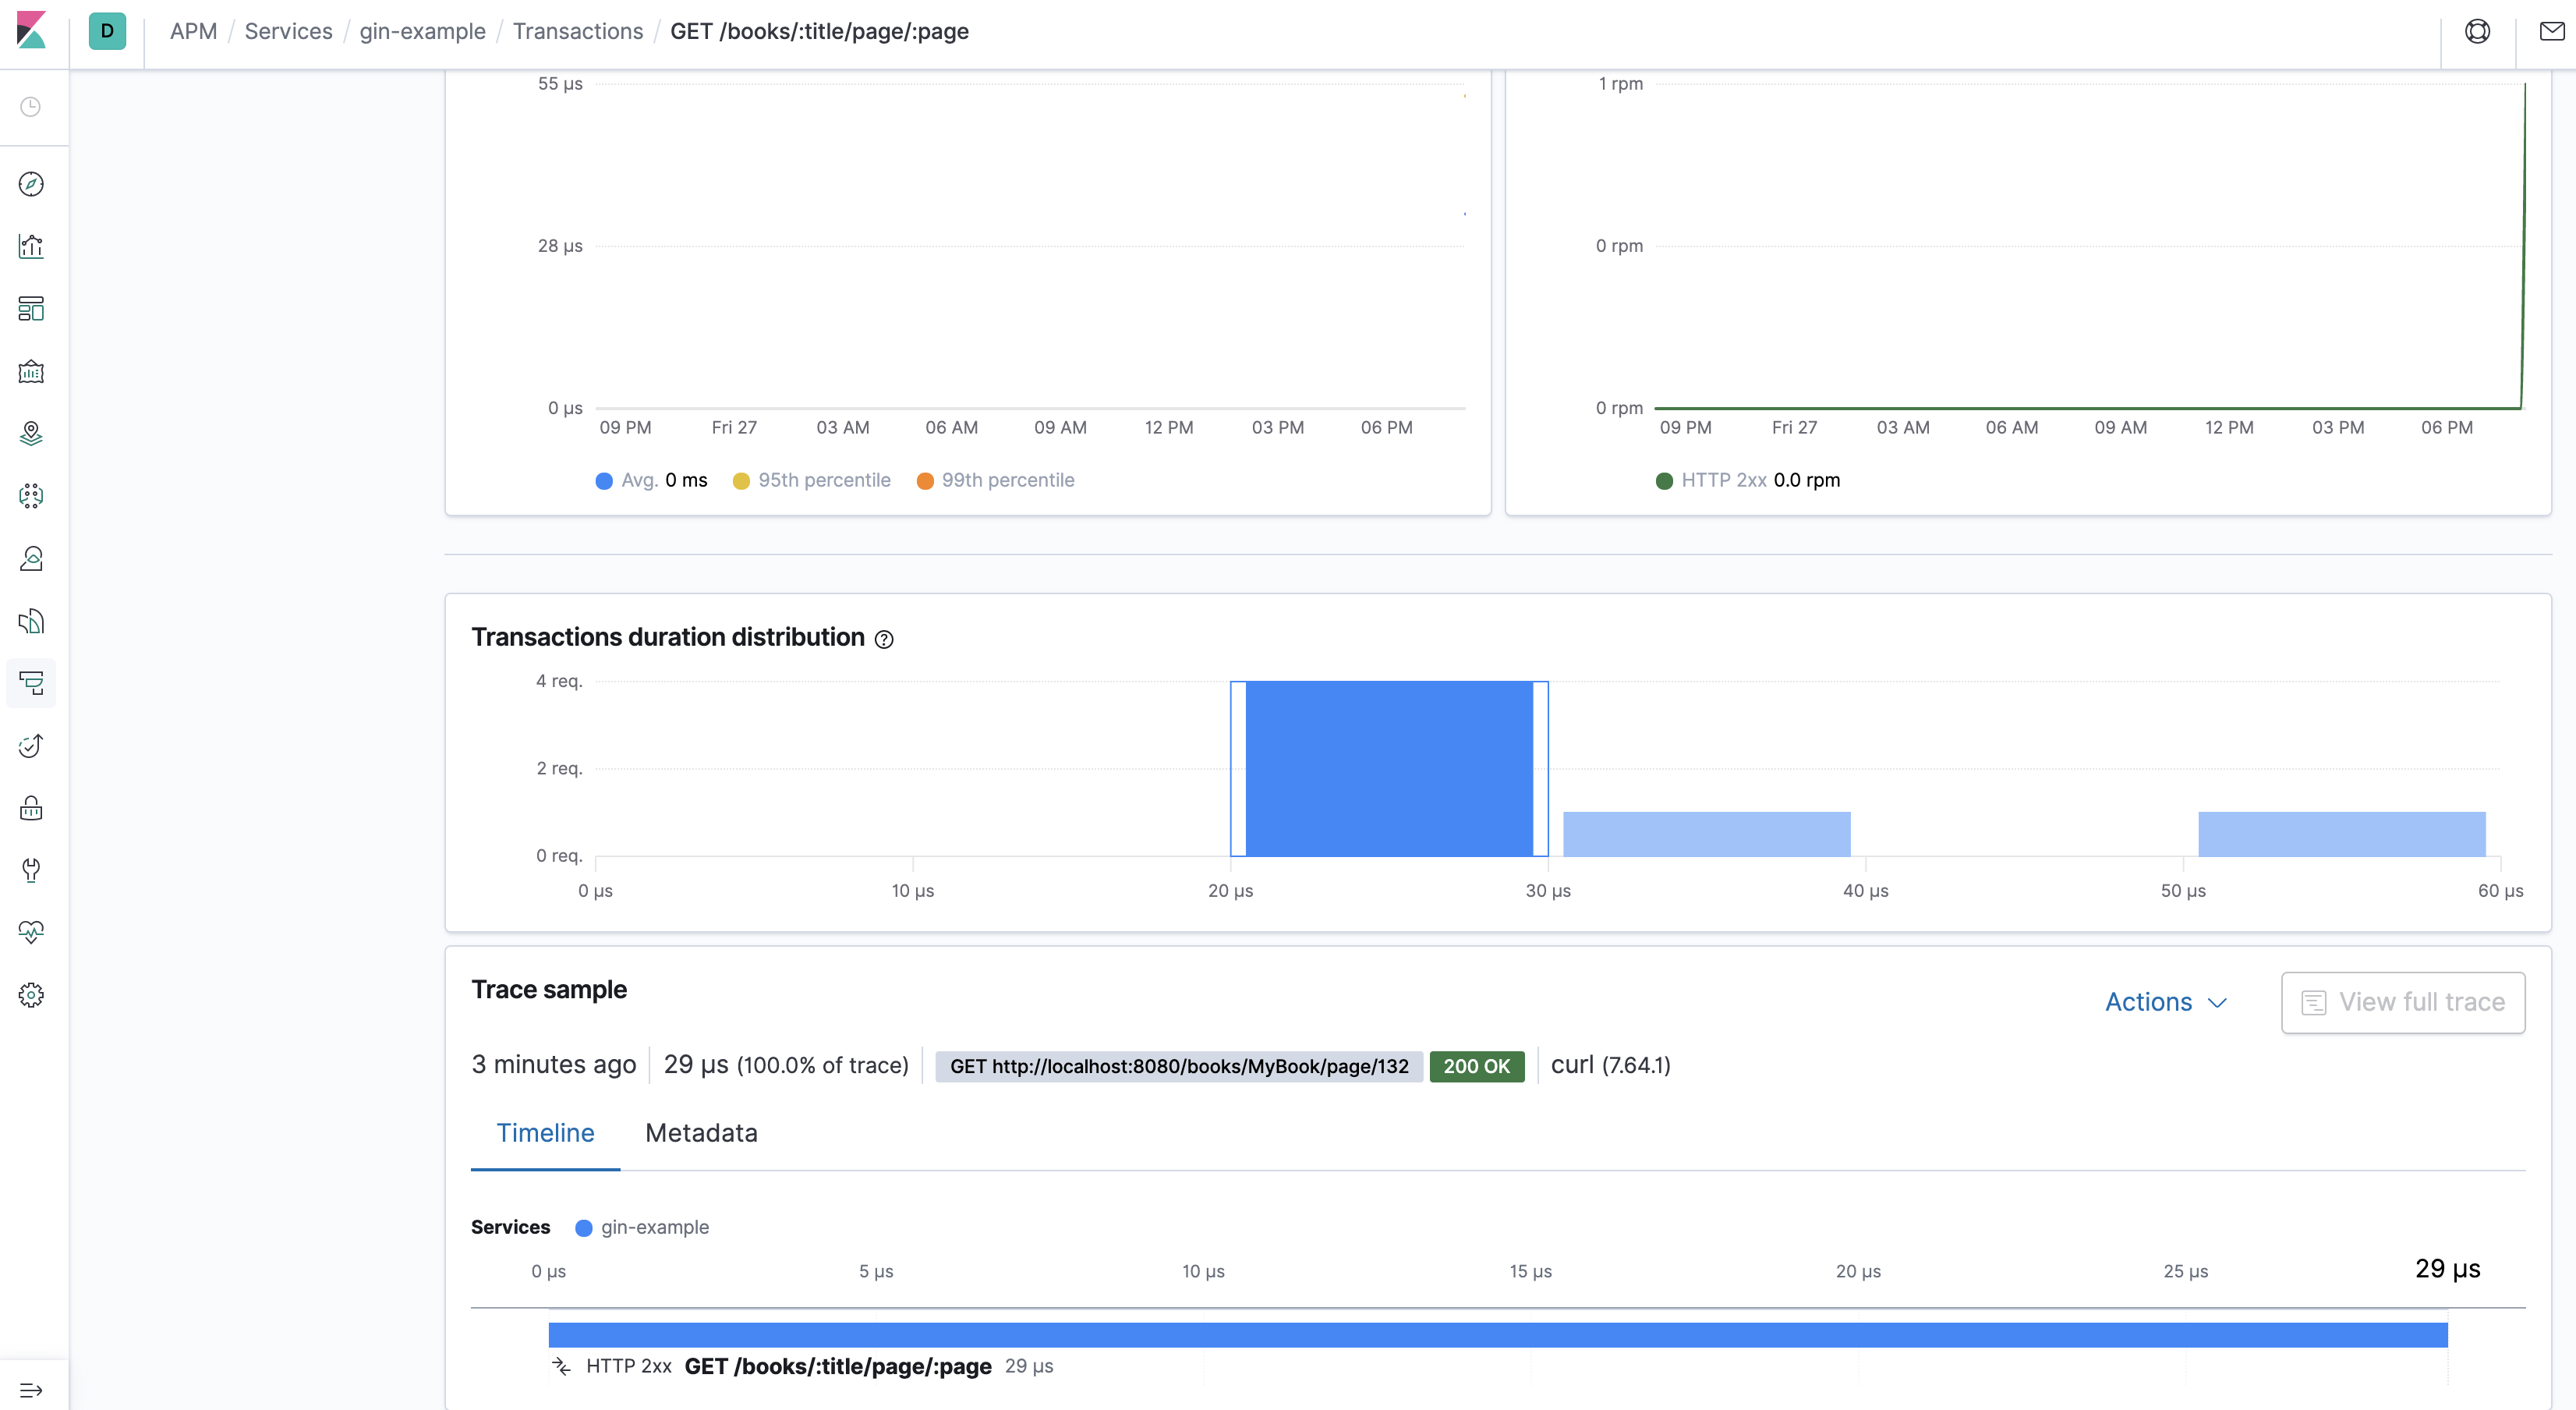 D APM / Services / gin-example / Transactions / GET /books/:title/page/:page
55 μs
28 μs
0 μs
09 PM Fri 27 03 AM 06 AM 09 AM 12 PM 03 PM 06 PM
Avg. 0 ms 95th percentile 99th percentile
1 rpm
0 rpm
0 rpm
09 PM Fri 27 03 AM 06 AM 09 AM 12 PM 03 PM 06 PM
HTTP 2xx 0.0 rpm
Transactions duration distribution
4 req.
2 req.
0 req.
0 μs 10 μs 20 μs 30 μs 40 μs 50 μs 60 μs
Trace sample
Actions View full trace
3 minutes ago 29 μs (100.0% of trace) GET http://localhost:8080/books/MyBook/page/132 200 OK curl (7.64.1)
Timeline Metadata
Services gin-example
0 μs 5 μs 10 μs 15 μs 20 μs 25 μs 29 μs
HTTP 2xx GET /books/:title/page/:page 29 μs